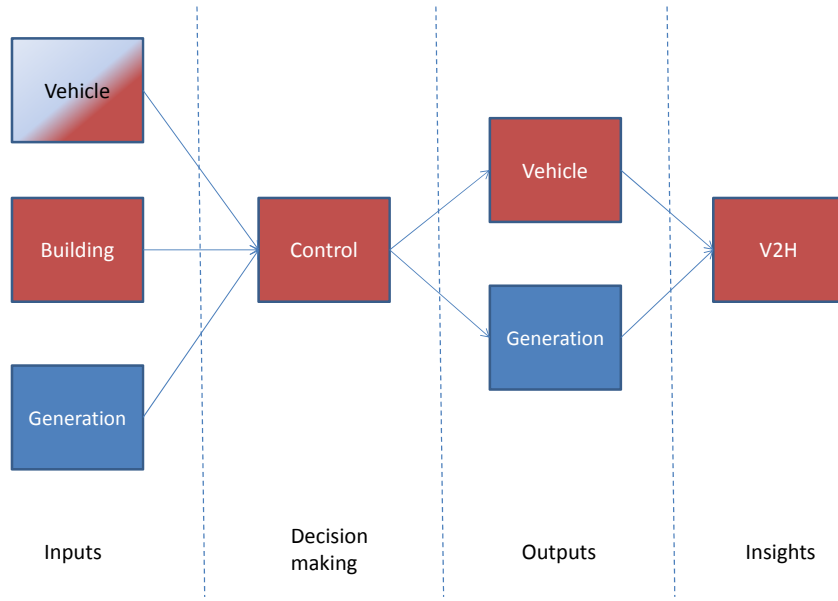 Vehicle
Building
Generation
Control
Vehicle
Generation
V2H
Inputs
Decision
making
Outputs
Insights